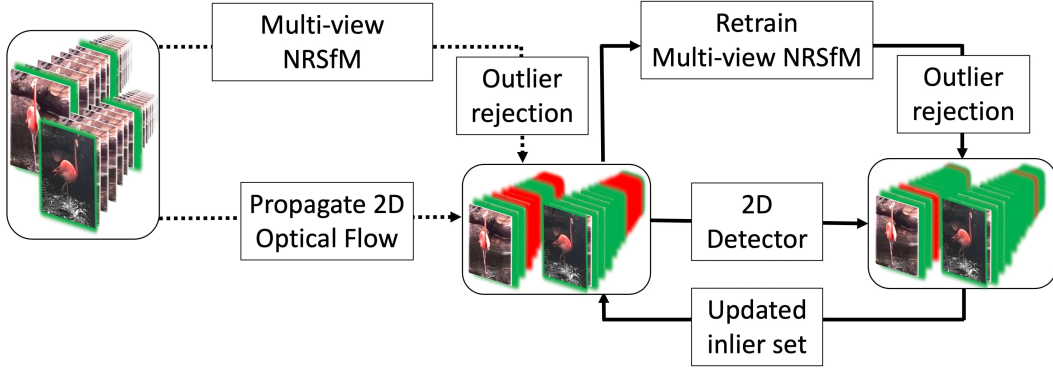 Multi-view
NRSfM
Outlier
rejection
Retrain
Multi-view NRSfM
Outlier
rejection
Propagate 2D
Optical Flow
2D
Detector
Updated
inlier set